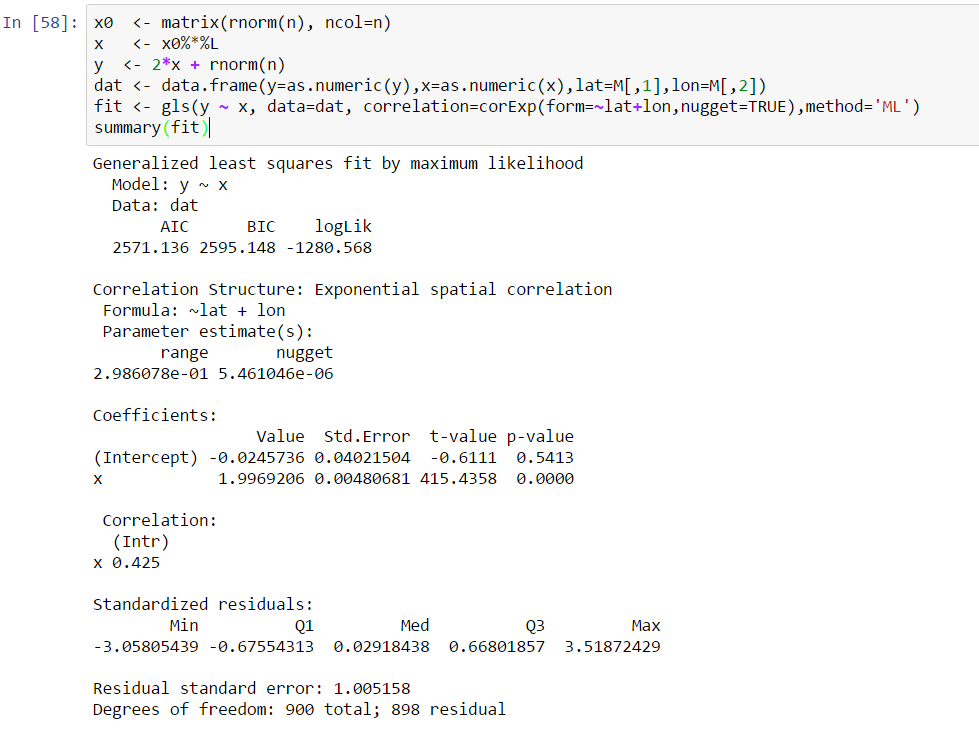 In [58]: x0  <- matrix(rnorm(n), ncol=n)
x   <- x0%*%L
y  <- 2*x + rnorm(n)
dat <- data.frame(y=as.numeric(y),x=as.numeric(x),lat=M[,1],lon=M[,2])
fit <- gls(y ~ x, data=dat, correlation=corExp(form=~lat+lon,nugget=TRUE),method='ML')
summary(fit)
Generalized least squares fit by maximum likelihood
  Model: y ~ x
  Data: dat
       AIC      BIC    logLik
  2571.136 2595.148 -1280.568

Correlation Structure: Exponential spatial correlation
 Formula: ~lat + lon
 Parameter estimate(s):
       range       nugget
2.986078e-01 5.461046e-06

Coefficients:
                 Value  Std.Error  t-value p-value
(Intercept) -0.0245736 0.04021504  -0.6111  0.5413
x            1.9969206 0.00480681 415.4358  0.0000

 Correlation:
  (Intr)
x 0.425

Standardized residuals:
        Min          Q1         Med          Q3         Max
-3.05805439 -0.67554313  0.02918438  0.66801857  3.51872429

Residual standard error: 1.005158
Degrees of freedom: 900 total; 898 residual